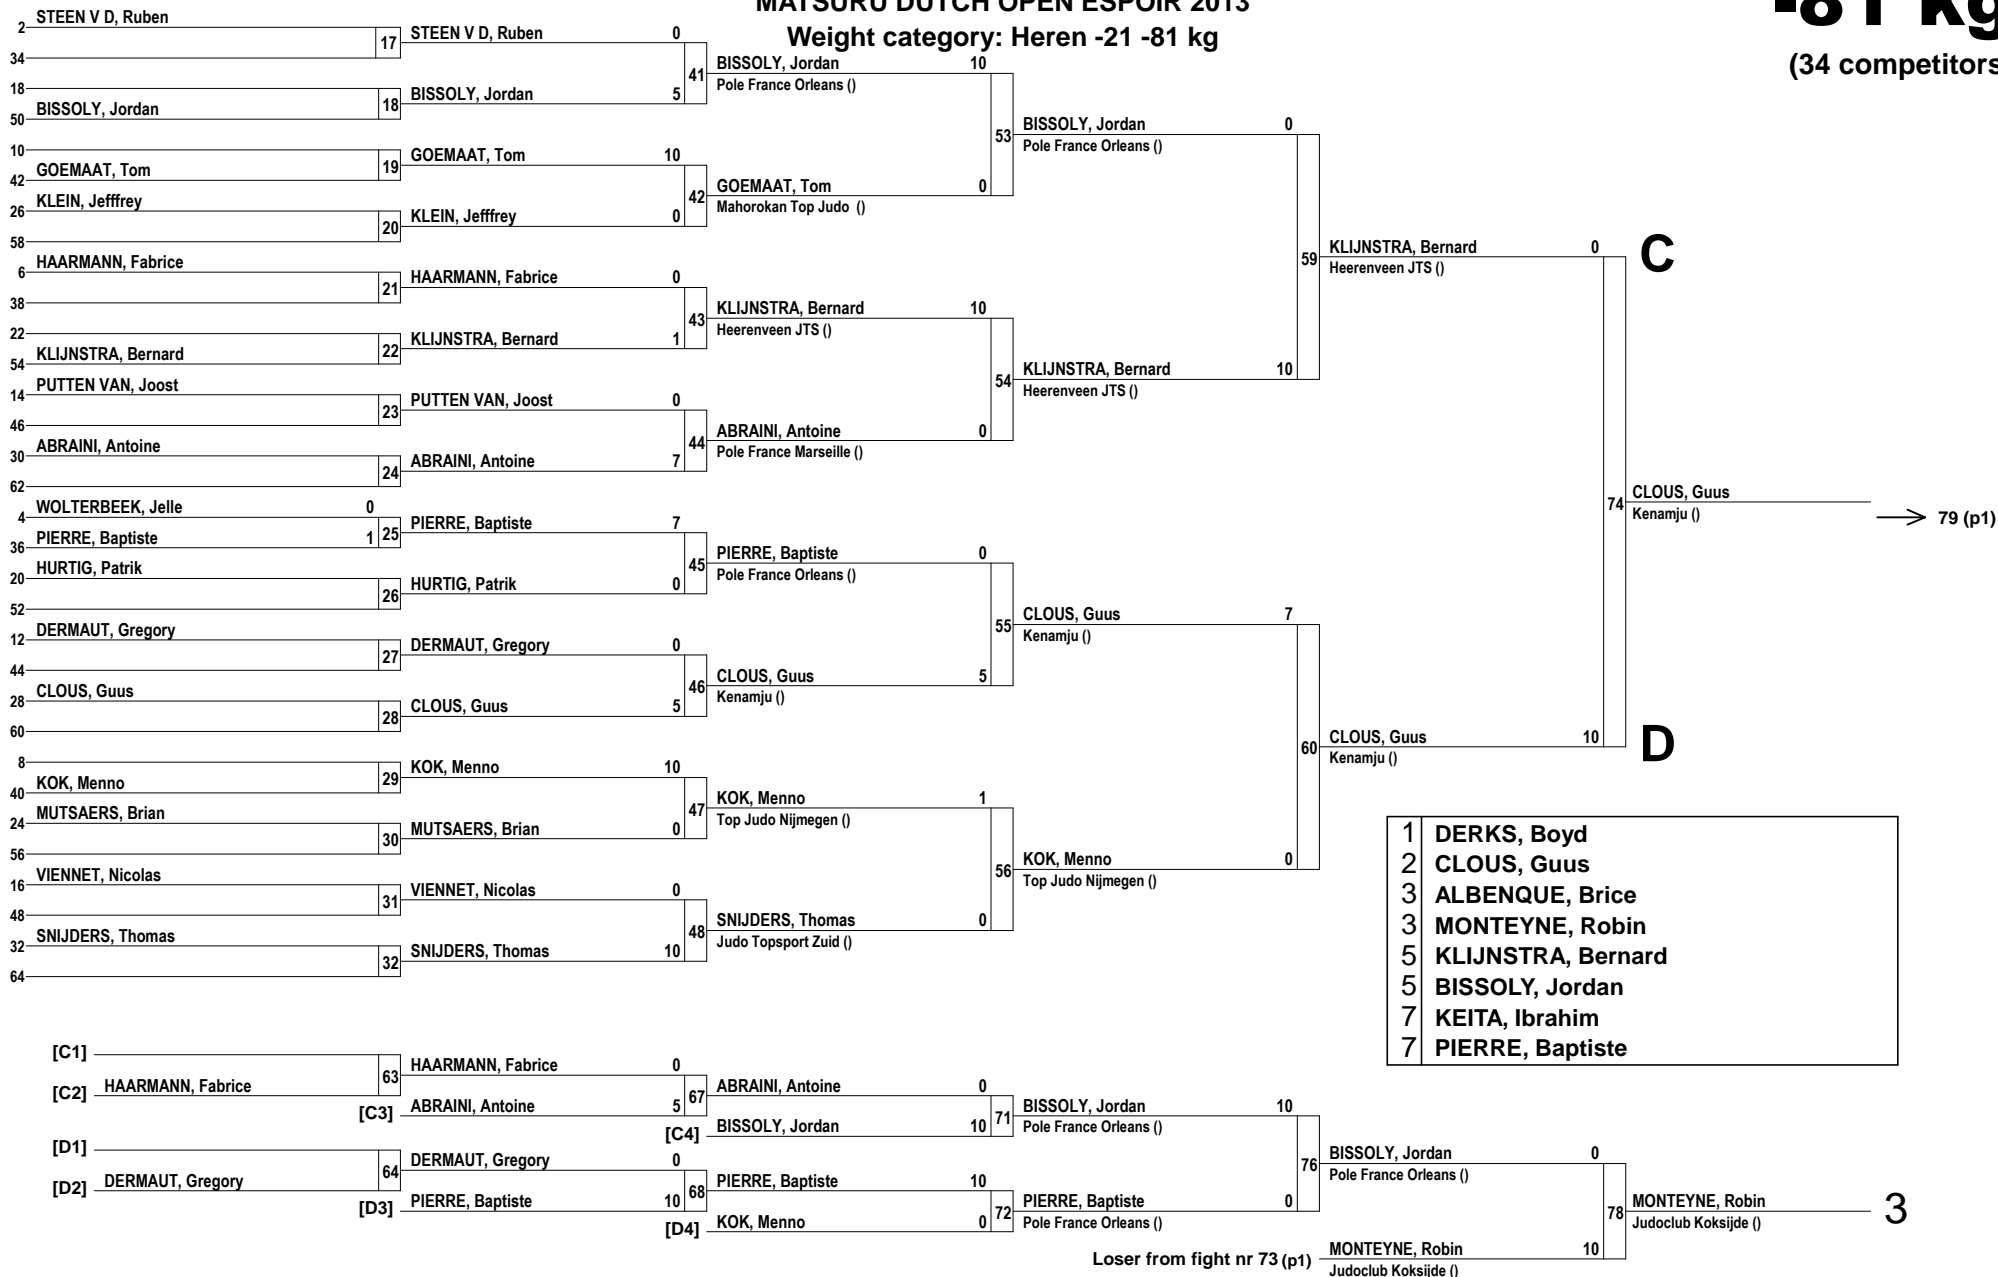 MATSURU DUTCH OPEN ESPOIR 2013
Weight category: Heren -21 -81 kg
-81 kg
(34 competitors
2 STEEN V D, Ruben
34
17 STEEN V D, Ruben 0
18
50 BISSOLY, Jordan
18 BISSOLY, Jordan 5
41 BISSOLY, Jordan 10
Pole France Orleans ()
10
42 GOEMAAT, Tom
19 GOEMAAT, Tom 10
26 KLEIN, Jefffrey
58
20 KLEIN, Jefffrey 0
42 GOEMAAT, Tom 0
Mahorokan Top Judo ()
53 BISSOLY, Jordan 0
Pole France Orleans ()
6 HAARMANN, Fabrice
38
21 HAARMANN, Fabrice 0
22
54 KLIJNSTRA, Bernard
22 KLIJNSTRA, Bernard 1
43 KLIJNSTRA, Bernard 10
Heerenveen JTS ()
14 PUTTEN VAN, Joost
46
23 PUTTEN VAN, Joost 0
30 ABRAINI, Antoine
62
24 ABRAINI, Antoine 7
44 ABRAINI, Antoine 0
Pole France Marseille ()
54 KLIJNSTRA, Bernard 10
Heerenveen JTS ()
59 KLIJNSTRA, Bernard 0
Heerenveen JTS ()
C
4 WOLTERBEEK, Jelle 0
36 PIERRE, Baptiste 1
25 PIERRE, Baptiste 7
20 HURTIG, Patrik
52
26 HURTIG, Patrik 0
45 PIERRE, Baptiste 0
Pole France Orleans ()
12 DERMAUT, Gregory
44
27 DERMAUT, Gregory 0
28 CLOUS, Guus
60
28 CLOUS, Guus 5
46 CLOUS, Guus 5
Kenamju ()
55 CLOUS, Guus 7
Kenamju ()
8
40 KOK, Menno
29 KOK, Menno 10
24 MUTSAERS, Brian
56
30 MUTSAERS, Brian 0
47 KOK, Menno 1
Top Judo Nijmegen ()
16 VIENNET, Nicolas
48
31 VIENNET, Nicolas 0
32 SNIJDERS, Thomas
64
32 SNIJDERS, Thomas 10
48 SNIJDERS, Thomas 0
Judo Topsport Zuid ()
56 KOK, Menno 0
Top Judo Nijmegen ()
60 CLOUS, Guus 10
Kenamju ()
D
74 CLOUS, Guus
Kenamju ()
79 (p1)
1 DERKS, Boyd
2 CLOUS, Guus
3 ALBENQUE, Brice
3 MONTEYNE, Robin
5 KLIJNSTRA, Bernard
5 BISSOLY, Jordan
7 KEITA, Ibrahim
7 PIERRE, Baptiste
[C1]
[C2] HAARMANN, Fabrice
63 HAARMANN, Fabrice 0
[C3] ABRAINI, Antoine 5
67 ABRAINI, Antoine 0
[C4] BISSOLY, Jordan 10
71 BISSOLY, Jordan 10
Pole France Orleans ()
[D1]
[D2] DERMAUT, Gregory
64 DERMAUT, Gregory 0
[D3] PIERRE, Baptiste 10
68 PIERRE, Baptiste 10
[D4] KOK, Menno 0
72 PIERRE, Baptiste 0
Pole France Orleans ()
76 BISSOLY, Jordan 0
Pole France Orleans ()
Loser from fight nr 73 (p1) MONTEYNE, Robin 10
Judoclub Koksijde ()
78 MONTEYNE, Robin
Judoclub Koksijde ()
3